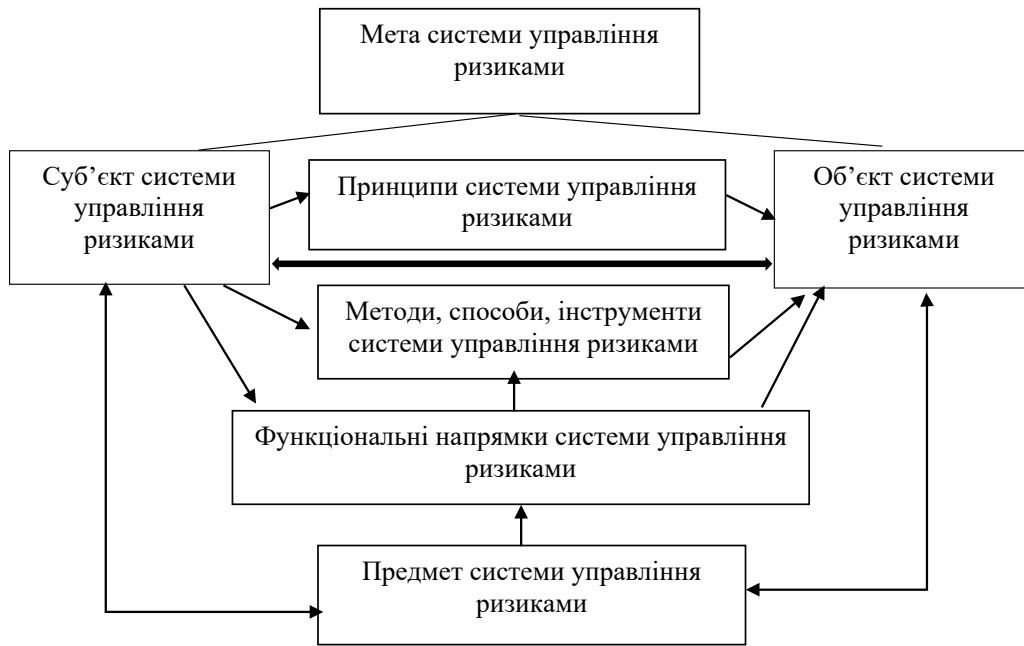 Мета системи управління
ризиками
Суб’єкт системи
управління
ризиками
Принципи системи управління
ризиками
Об’єкт системи
управління
ризиками
Методи, способи, інструменти
системи управління ризиками
Функціональні напрямки системи управління
ризиками
Предмет системи управління
ризиками